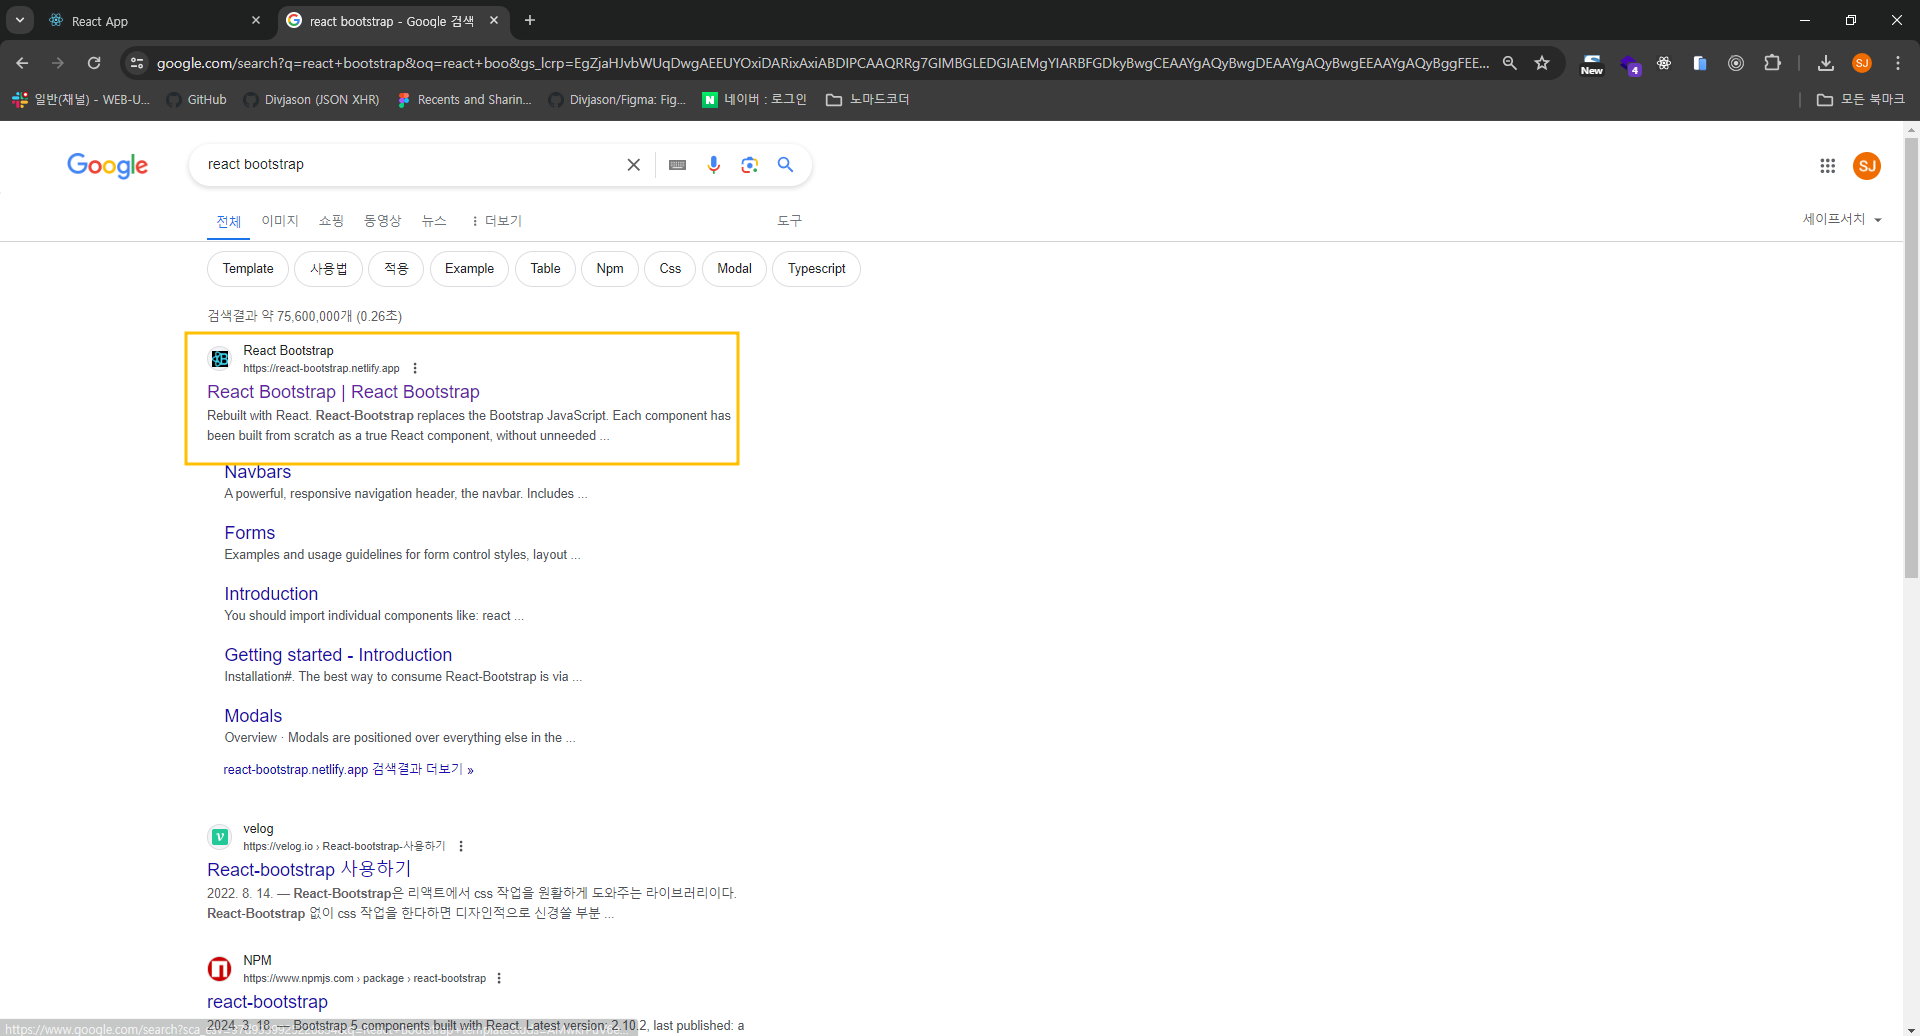 React App
react bootstrap - Google 검색
google.com/search?q=react+bootstrap&oq=react+boo&gs_lcrp=EgZjaHJvbWUqDwgAEEUYOxiDARixAxiABDIPCAAQRRg7GIMBGLEDGIAEMgYIARBFGDkyBwgCEAAYgAQyBwgDEAAYgAQyBwgEEAAYgAQyBggFEE...
New
4
SJ
일반(채널) - WEB-U...
GitHub
Divjason (JSON XHR)
Recents and Sharin...
Divjason/Figma: Fig...
N 네이버 : 로그인
노마드코더
모든 북마크
Google
react bootstrap
SJ
전체 이미지 쇼핑 동영상 뉴스 더보기 도구
세이프서치
Template 사용법 적용 Example Table Npm Css Modal Typescript
검색결과 약 75,600,000개 (0.26초)
React Bootstrap
https://react-bootstrap.netlify.app
React Bootstrap | React Bootstrap
Rebuilt with React. React-Bootstrap replaces the Bootstrap JavaScript. Each component has
been built from scratch as a true React component, without unneeded ...
Navbars
A powerful, responsive navigation header, the navbar. Includes ...
Forms
Examples and usage guidelines for form control styles, layout ...
Introduction
You should import individual components like: react ...
Getting started - Introduction
Installation#. The best way to consume React-Bootstrap is via ...
Modals
Overview · Modals are positioned over everything else in the ...
react-bootstrap.netlify.app 검색결과 더보기 »
velog
https://velog.io › React-bootstrap-사용하기
React-bootstrap 사용하기
2022. 8. 14. — React-Bootstrap은 리액트에서 css 작업을 원활하게 도와주는 라이브러리이다.
React-Bootstrap 없이 css 작업을 한다하면 디자인적으로 신경쓸 부분 ...
NPM
https://www.npmjs.com › package › react-bootstrap
react-bootstrap
2024. 3. 18. — Bootstrap 5 components built with React. Latest version: 2.10.2, last published: a